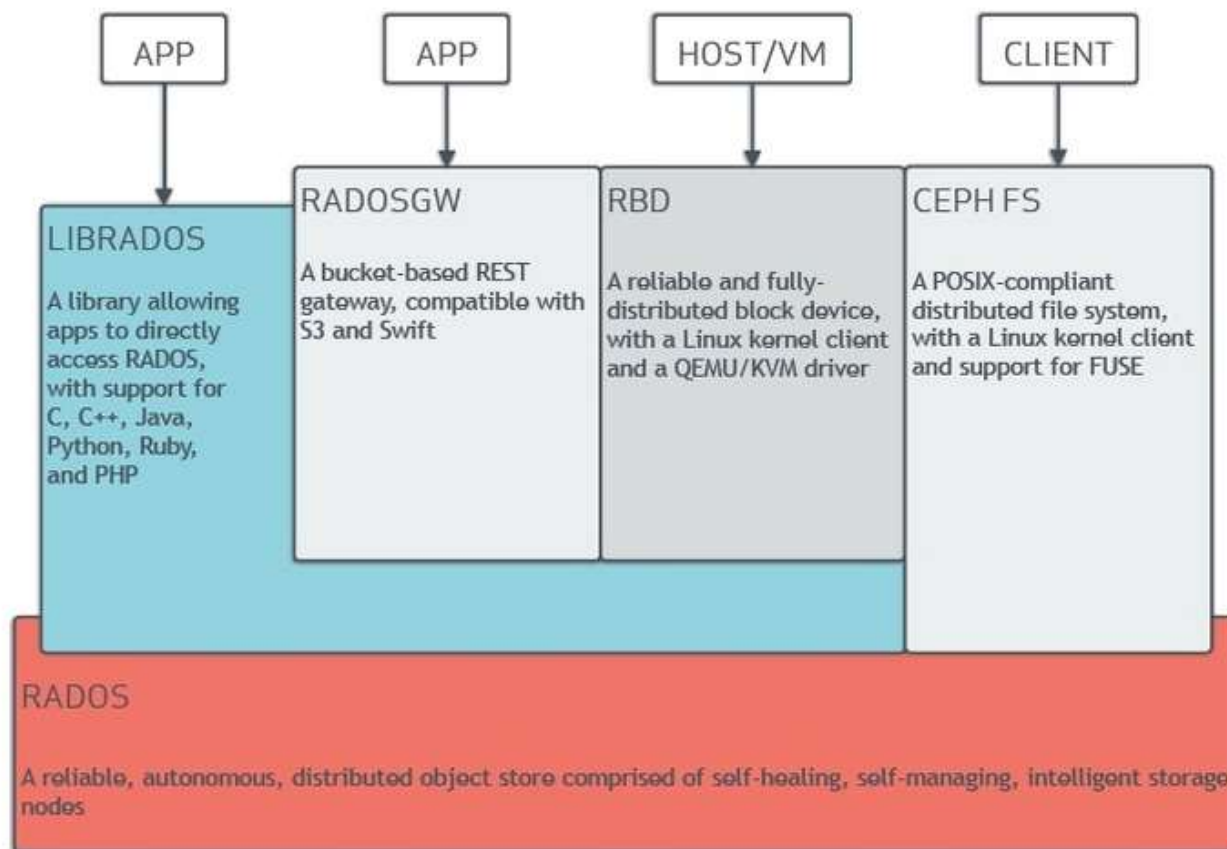 APP
APP
HOST/VM
CLIENT
LIBRADOS
A library allowing
apps to directly
access RADOS,
with support for
C, C++, Java,
Python, Ruby,
and PHP
RADOSGW
A bucket-based REST
gateway, compatible with
S3 and Swift
RBD
A reliable and fully-
distributed block device,
with a Linux kernel client
and a QEMU/KVM driver
CEPH FS
A POSIX-compliant
distributed file system,
with a Linux kernel client
and support for FUSE
RADOS
A reliable, autonomous, distributed object store comprised of self-healing, self-managing, intelligent storage
nodes